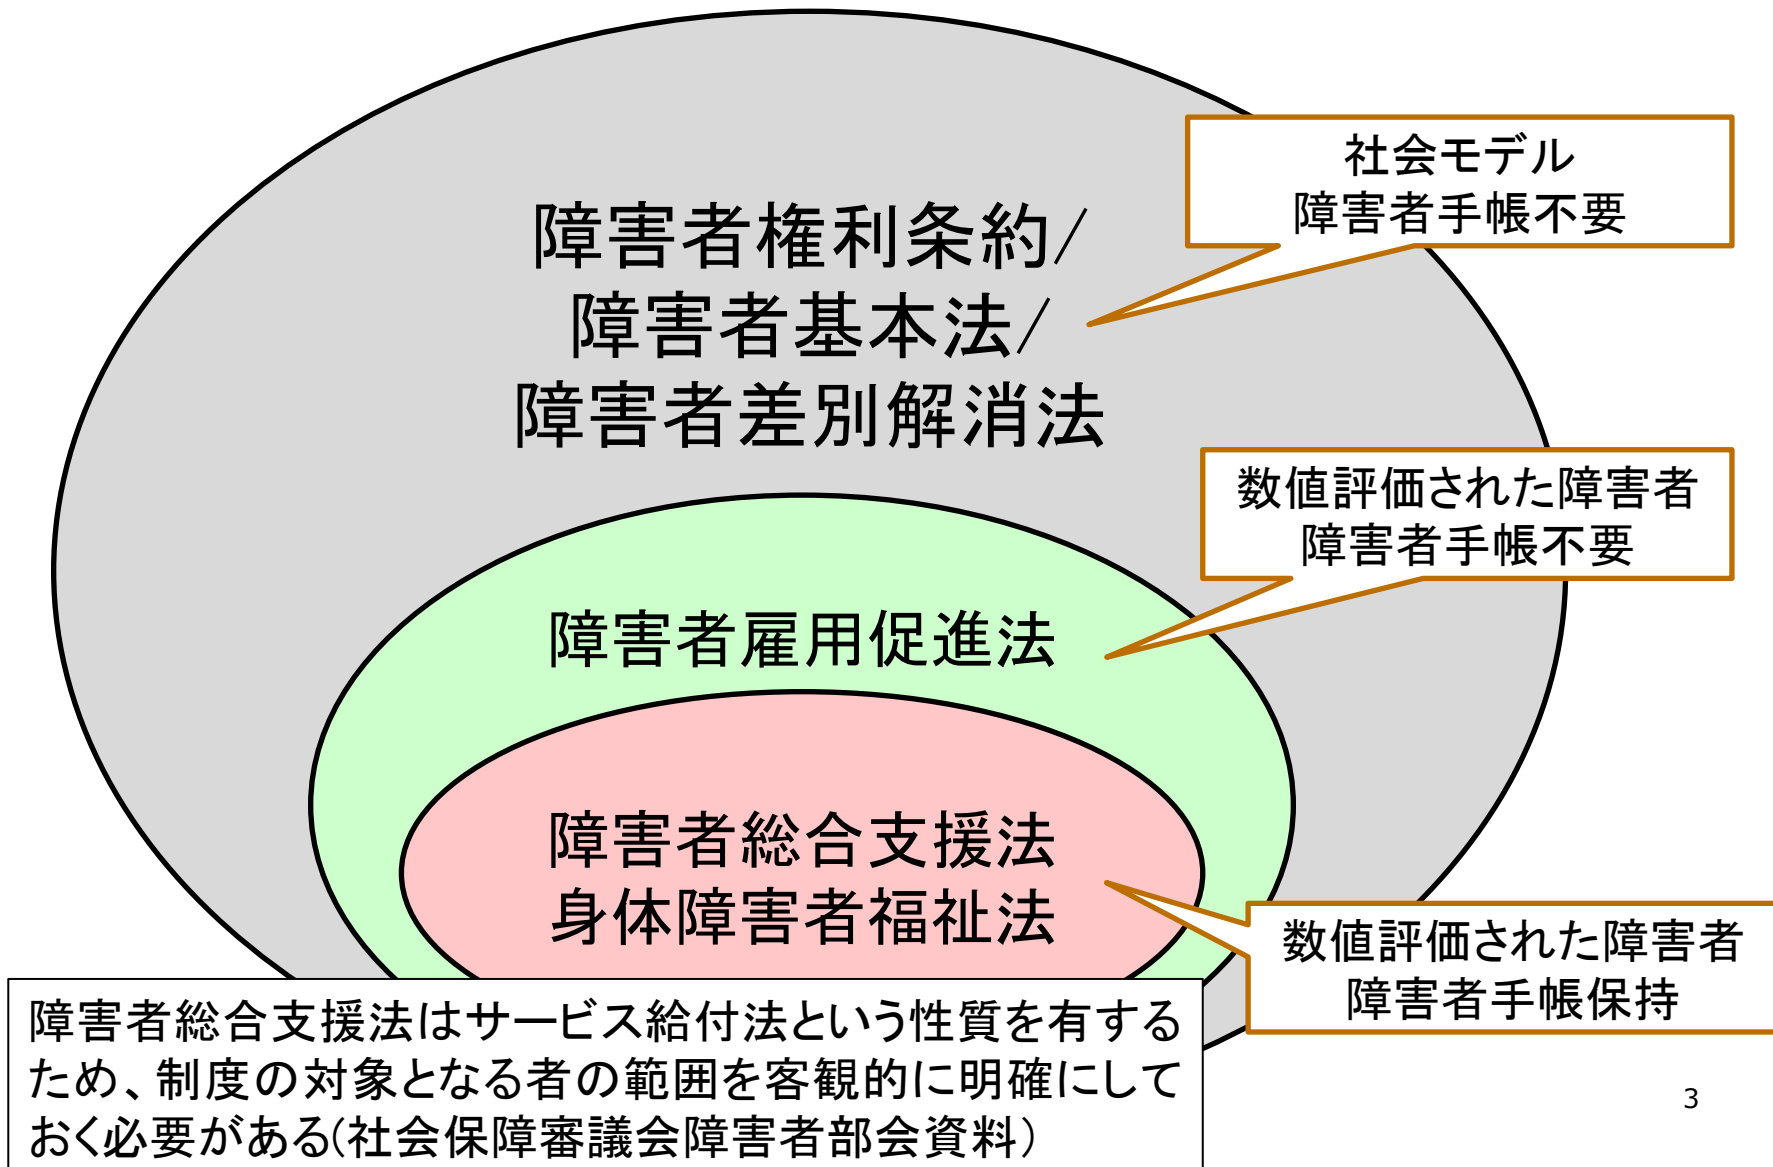 社会モデル
障害者手帳不要
障害者権利条約/
障害者基本法/
障害者差別解消法
数値評価された障害者
障害者手帳不要
障害者雇用促進法
障害者総合支援法
身体障害者福祉法
数値評価された障害者
障害者手帳保持
障害者総合支援法はサービス給付法という性質を有する
ため、制度の対象となる者の範囲を客観的に明確にして
おく必要がある(社会保障審議会障害者部会資料)
3